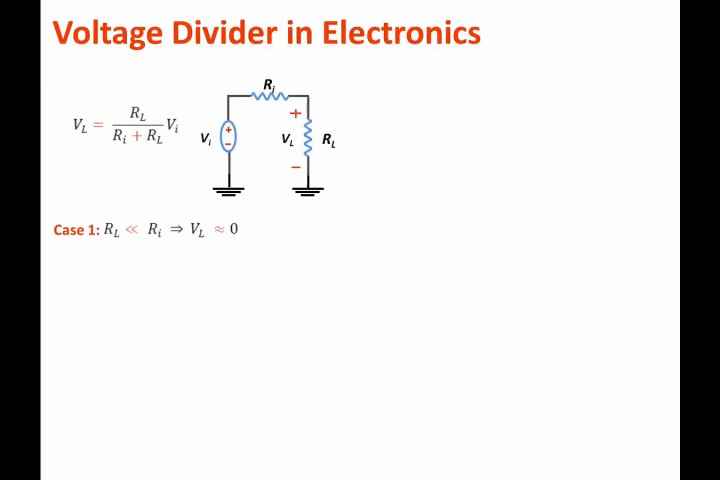 Voltage Divider in Electronics
R_i
V_L = \frac{R_L}{R_i + R_L} V_i
V_i + − + V_L − R_L
Case 1: R_L ≪ R_i ⇒ V_L ≈ 0